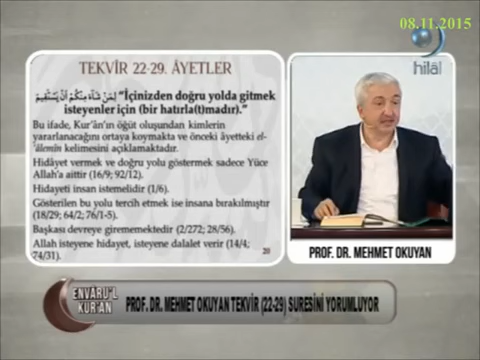 08.11.2015
hilal
TEKVİR 22-29. ÂYETLER
لِمَنْ شَٓاءَ مِنْكُمْ اَنْ يَسْتَق۪يمَ “İçinizden doğru yolda gitmek
isteyenler için (bir hatırla(t)madır).”
Bu ifade, Kur’ân’ın öğüt oluşundan kimlerin
yararlanacağını ortaya koymakta ve önceki âyetteki el-
‘âlemîn kelimesini açıklamaktadır.
Hidâyet vermek ve doğru yolu göstermek sadece Yüce
Allah’a aittir (16/9; 92/12).
Hidayeti insan istemelidir (1/6).
Gösterilen bu yolu tercih etmek ise insana bırakılmıştır
(18/29; 64/2; 76/1-5).
Başkası devreye girememektedir (2/272; 28/56).
Allah isteyene hidayet, isteyene dalalet verir (14/4;
74/31).
20
PROF. DR. MEHMET OKUYAN
ENVÂRU'L
KUR'AN
PROF. DR. MEHMET OKUYAN TEKVİR (22-29) SURESİNİ YORUMLUYOR